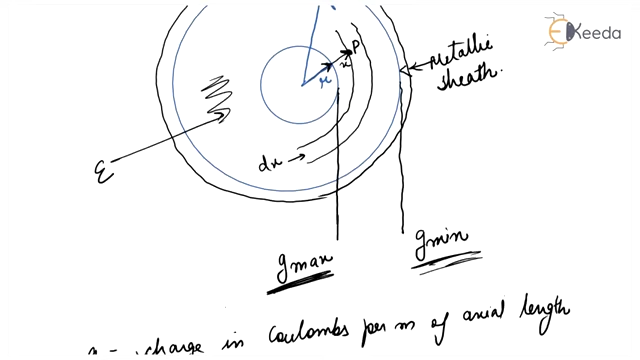 EKeeda
P
r
x
Metallic
sheath.
dx
ε
gmax
gmin
charge in Coulombs per m of axial length